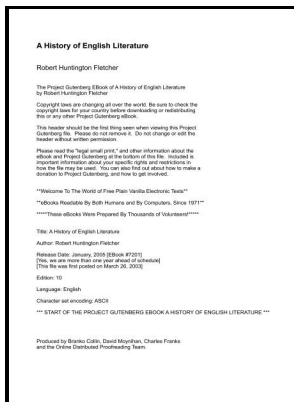 A History of English Literature
Robert Huntington Fletcher
The Project Gutenberg EBook of A History of English Literature
by Robert Huntington Fletcher
Copyright laws are changing all over the world. Be sure to check the
copyright laws for your country before downloading or redistributing
this or any other Project Gutenberg eBook.
This header should be the first thing seen when viewing this Project
Gutenberg file. Please do not remove it. Do not change or edit the
header without written permission.
Please read the "legal small print," and other information about the
eBook and Project Gutenberg at the bottom of this file. Included is
important information about your specific rights and restrictions in
how the file may be used. You can also find out about how to make a
donation to Project Gutenberg, and how to get involved.
**Welcome To The World of Free Plain Vanilla Electronic Texts**
**eBooks Readable By Both Humans and By Computers, Since 1971**
*****These eBooks Were Prepared By Thousands of Volunteers!*****
Title: A History of English Literature
Author: Robert Huntington Fletcher
Release Date: January, 2005 [EBook #7201]
[Yes, we are more than one year ahead of schedule]
[This file was first posted on March 26, 2003]
Edition: 10
Language: English
Character set encoding: ASCII
*** START OF THE PROJECT GUTENBERG EBOOK A HISTORY OF ENGLISH LITERATURE ***
Produced by Branko Collin, David Moynihan, Charles Franks
and the Online Distributed Proofreading Team.